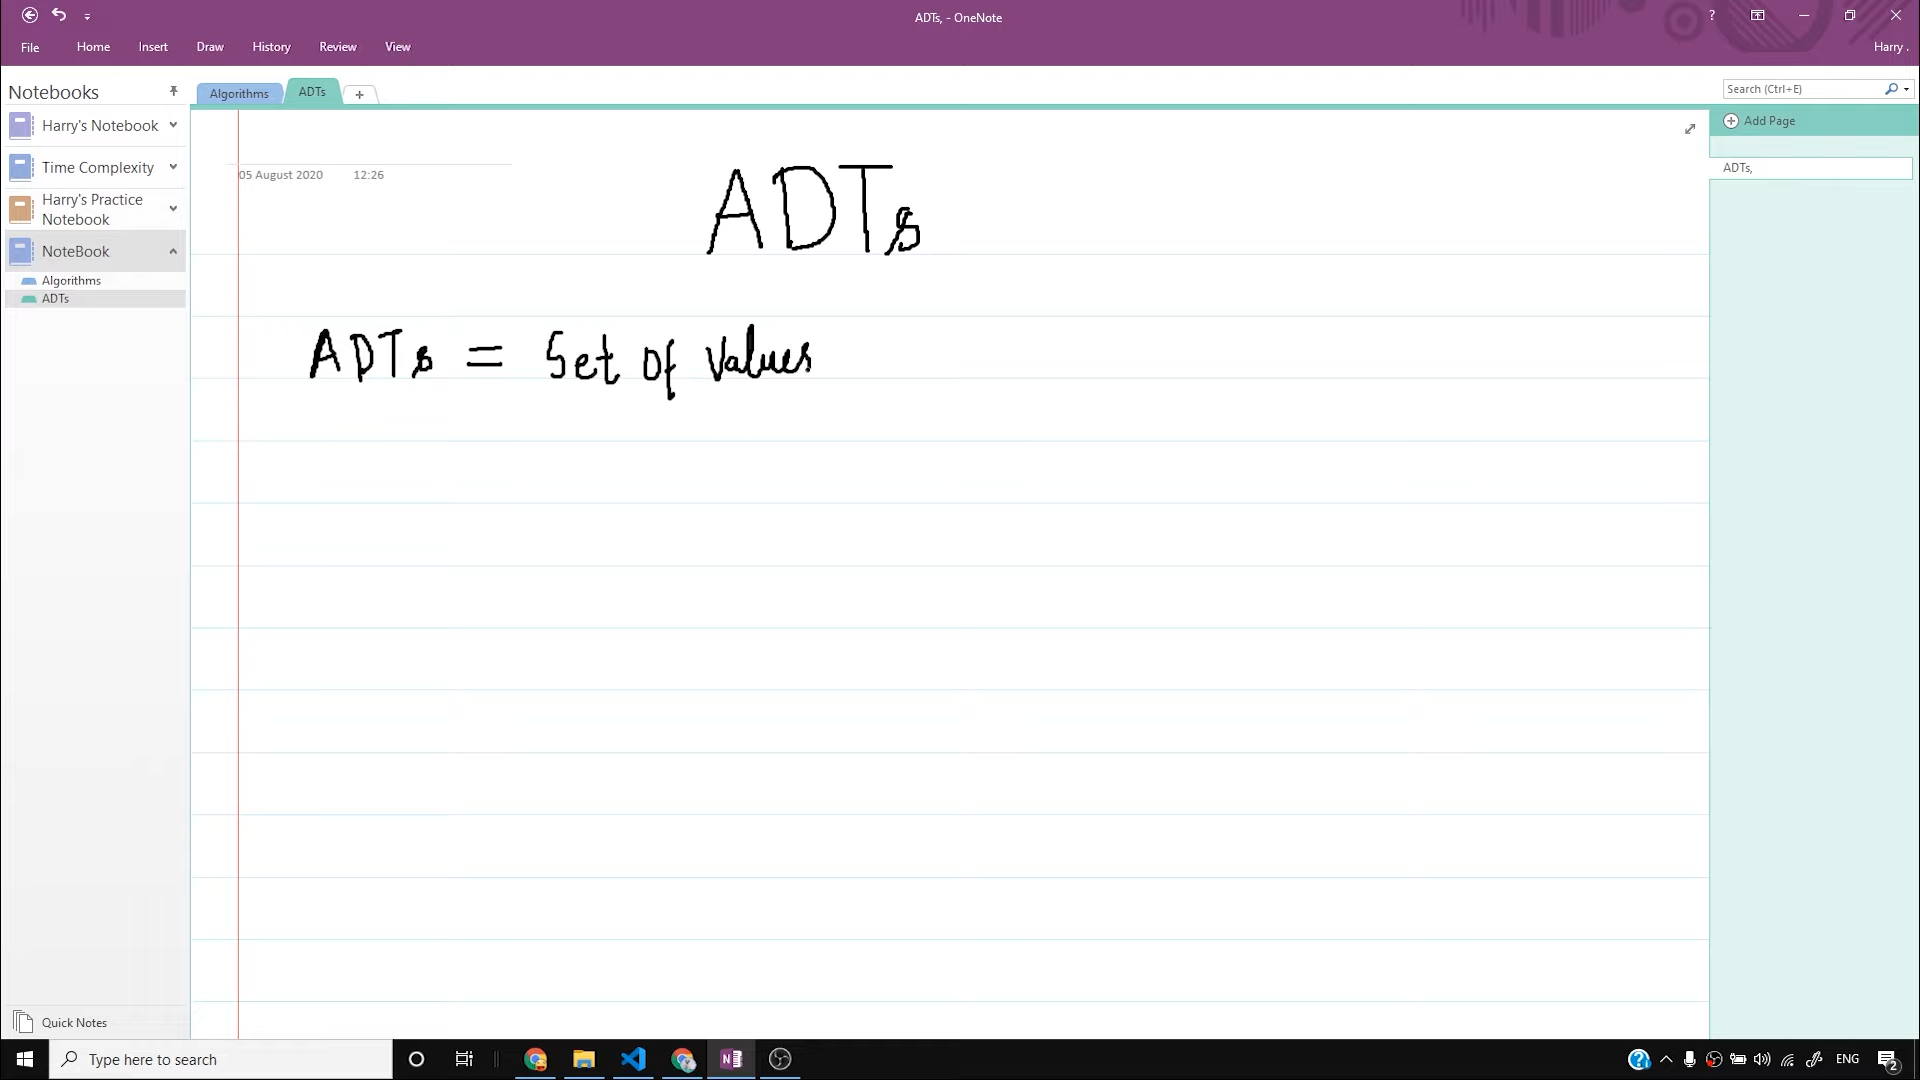 ADTs, - OneNote
?
File Home Insert Draw History Review View
Harry .
Notebooks
Algorithms ADTs +
Search (Ctrl+E)
Harry's Notebook
Add Page
Time Complexity
ADTs,
05 August 2020 12:26
ADTs
Harry's Practice
Notebook
NoteBook
Algorithms
ADTs
ADTs = Set of values
Quick Notes
Type here to search
ENG
2